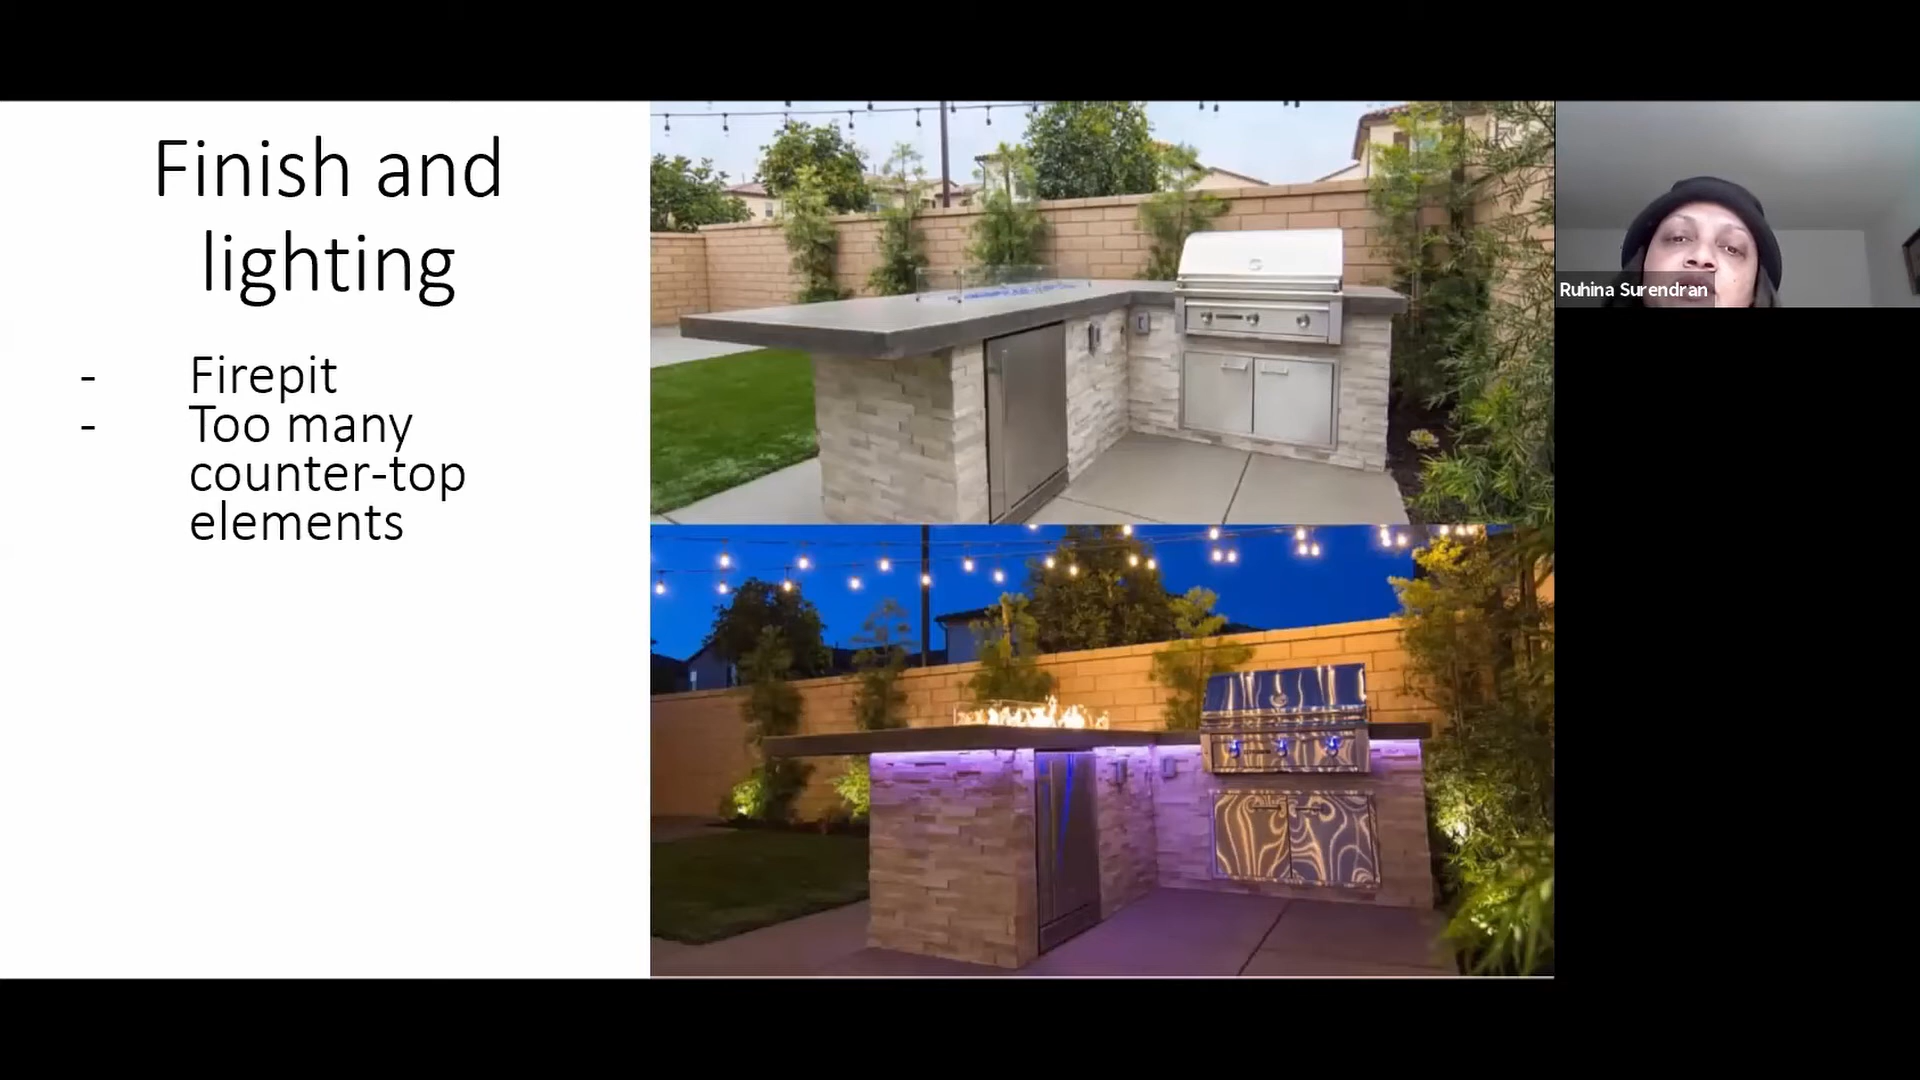 Finish and
lighting
- Firepit
- Too many
counter-top
elements
Ruhina Surendran